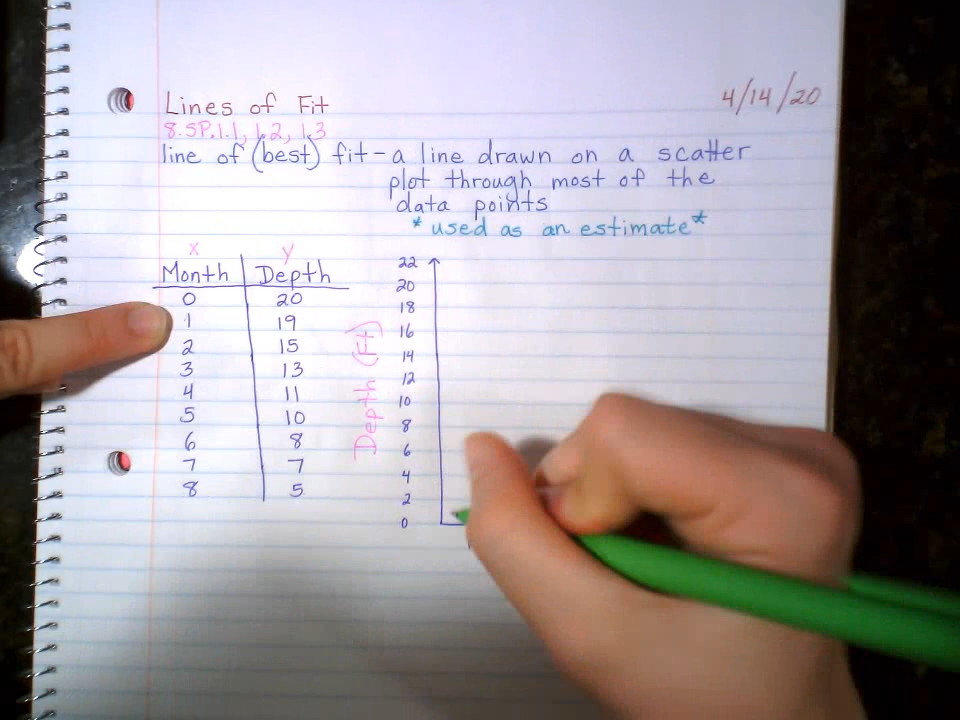 4/14/20
Lines of Fit
8.SP.1.1, 1.2, 1.3
line of (best) fit - a line drawn on a scatter
plot through most of the
data points
*used as an estimate*
x y
Month Depth
0 20
1 19
2 15
3 13
4 11
5 10
6 8
7 7
8 5
Depth (Ft)
22
20
18
16
14
12
10
8
6
4
2
0